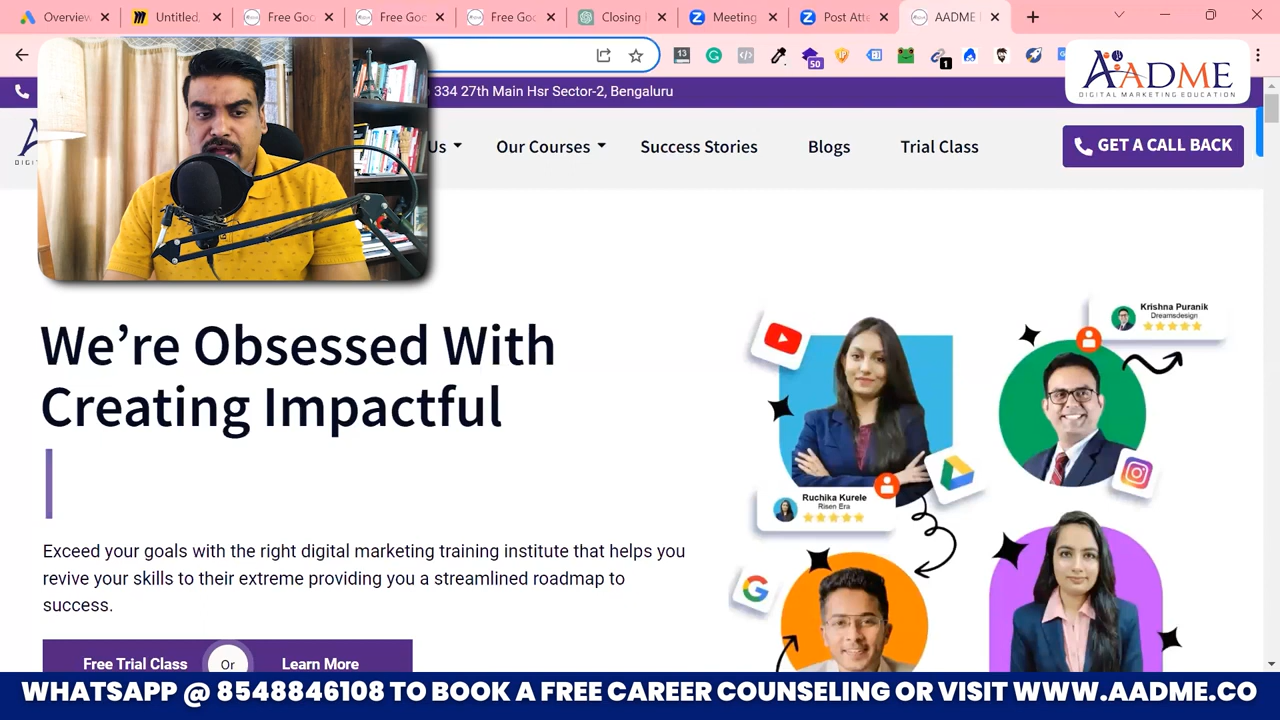 Overview
Untitled.
Free Goo
Free Goo
Free Goo
Closing
Meeting
Post Atte
AADME
13
50
1
334 27th Main Hsr Sector-2, Bengaluru
AADME
DIGITAL MARKETING EDUCATION
Us
Our Courses
Success Stories
Blogs
Trial Class
GET A CALL BACK
We’re Obsessed With
Creating Impactful
Krishna Puranik
Dreamsdesign
Ruchika Kurele
Risen Era
Exceed your goals with the right digital marketing training institute that helps you
revive your skills to their extreme providing you a streamlined roadmap to
success.
Free Trial Class
Or
Learn More
WHATSAPP @ 8548846108 TO BOOK A FREE CAREER COUNSELING OR VISIT WWW.AADME.CO